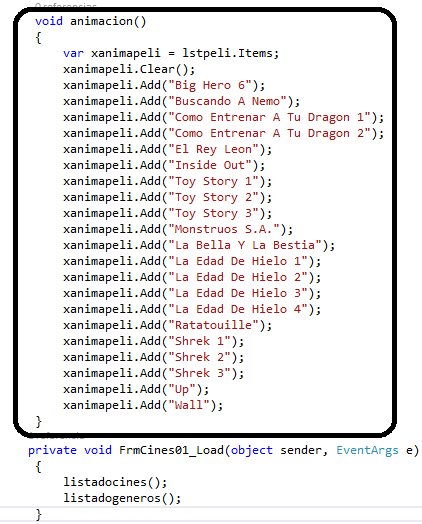 0 referencias
void animacion()
{
var xanimapeli = lstpeli.Items;
xanimapeli.Clear();
xanimapeli.Add("Big Hero 6");
xanimapeli.Add("Buscando A Nemo");
xanimapeli.Add("Como Entrenar A Tu Dragon 1");
xanimapeli.Add("Como Entrenar A Tu Dragon 2");
xanimapeli.Add("El Rey Leon");
xanimapeli.Add("Inside Out");
xanimapeli.Add("Toy Story 1");
xanimapeli.Add("Toy Story 2");
xanimapeli.Add("Toy Story 3");
xanimapeli.Add("Monstruos S.A.");
xanimapeli.Add("La Bella Y La Bestia");
xanimapeli.Add("La Edad De Hielo 1");
xanimapeli.Add("La Edad De Hielo 2");
xanimapeli.Add("La Edad De Hielo 3");
xanimapeli.Add("La Edad De Hielo 4");
xanimapeli.Add("Ratatouille");
xanimapeli.Add("Shrek 1");
xanimapeli.Add("Shrek 2");
xanimapeli.Add("Shrek 3");
xanimapeli.Add("Up");
xanimapeli.Add("Wall");
}
private void FrmCines01_Load(object sender, EventArgs e)
{
listadocines();
listadogeneros();
}